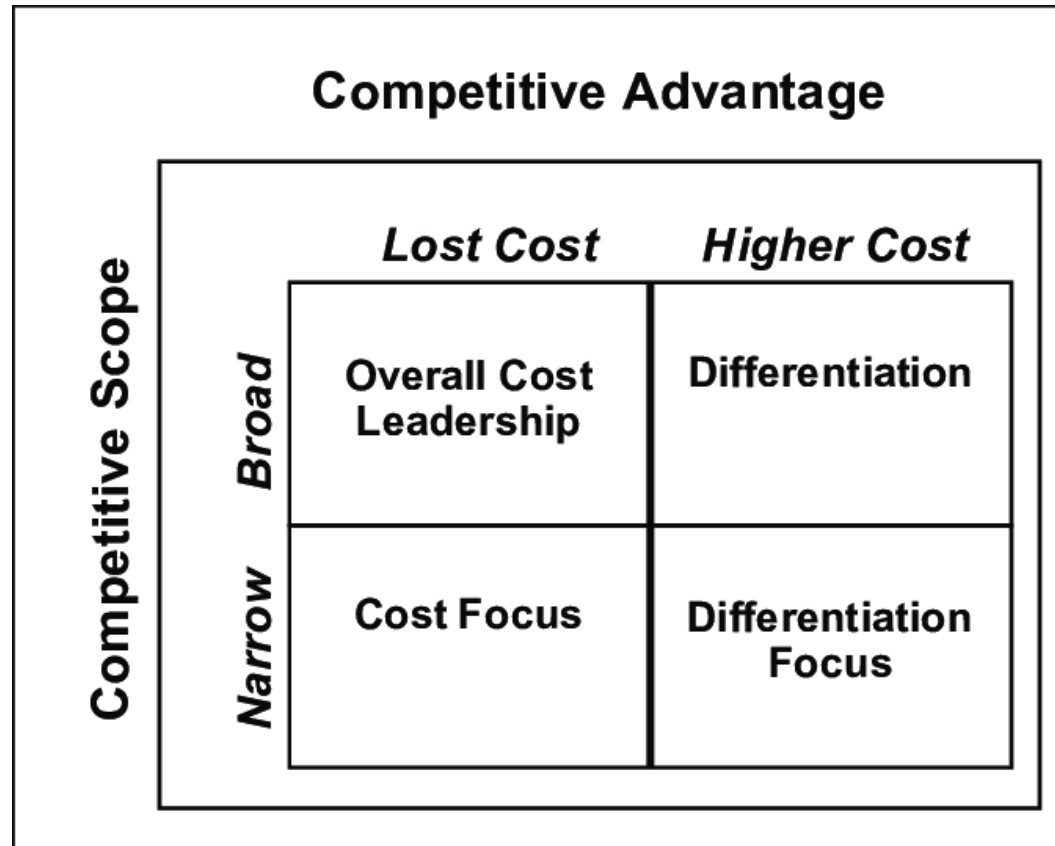 Competitive Advantage
Lost Cost
Higher Cost
Competitive Scope
Broad
Overall Cost
Leadership
Differentiation
Narrow
Cost Focus
Differentiation
Focus